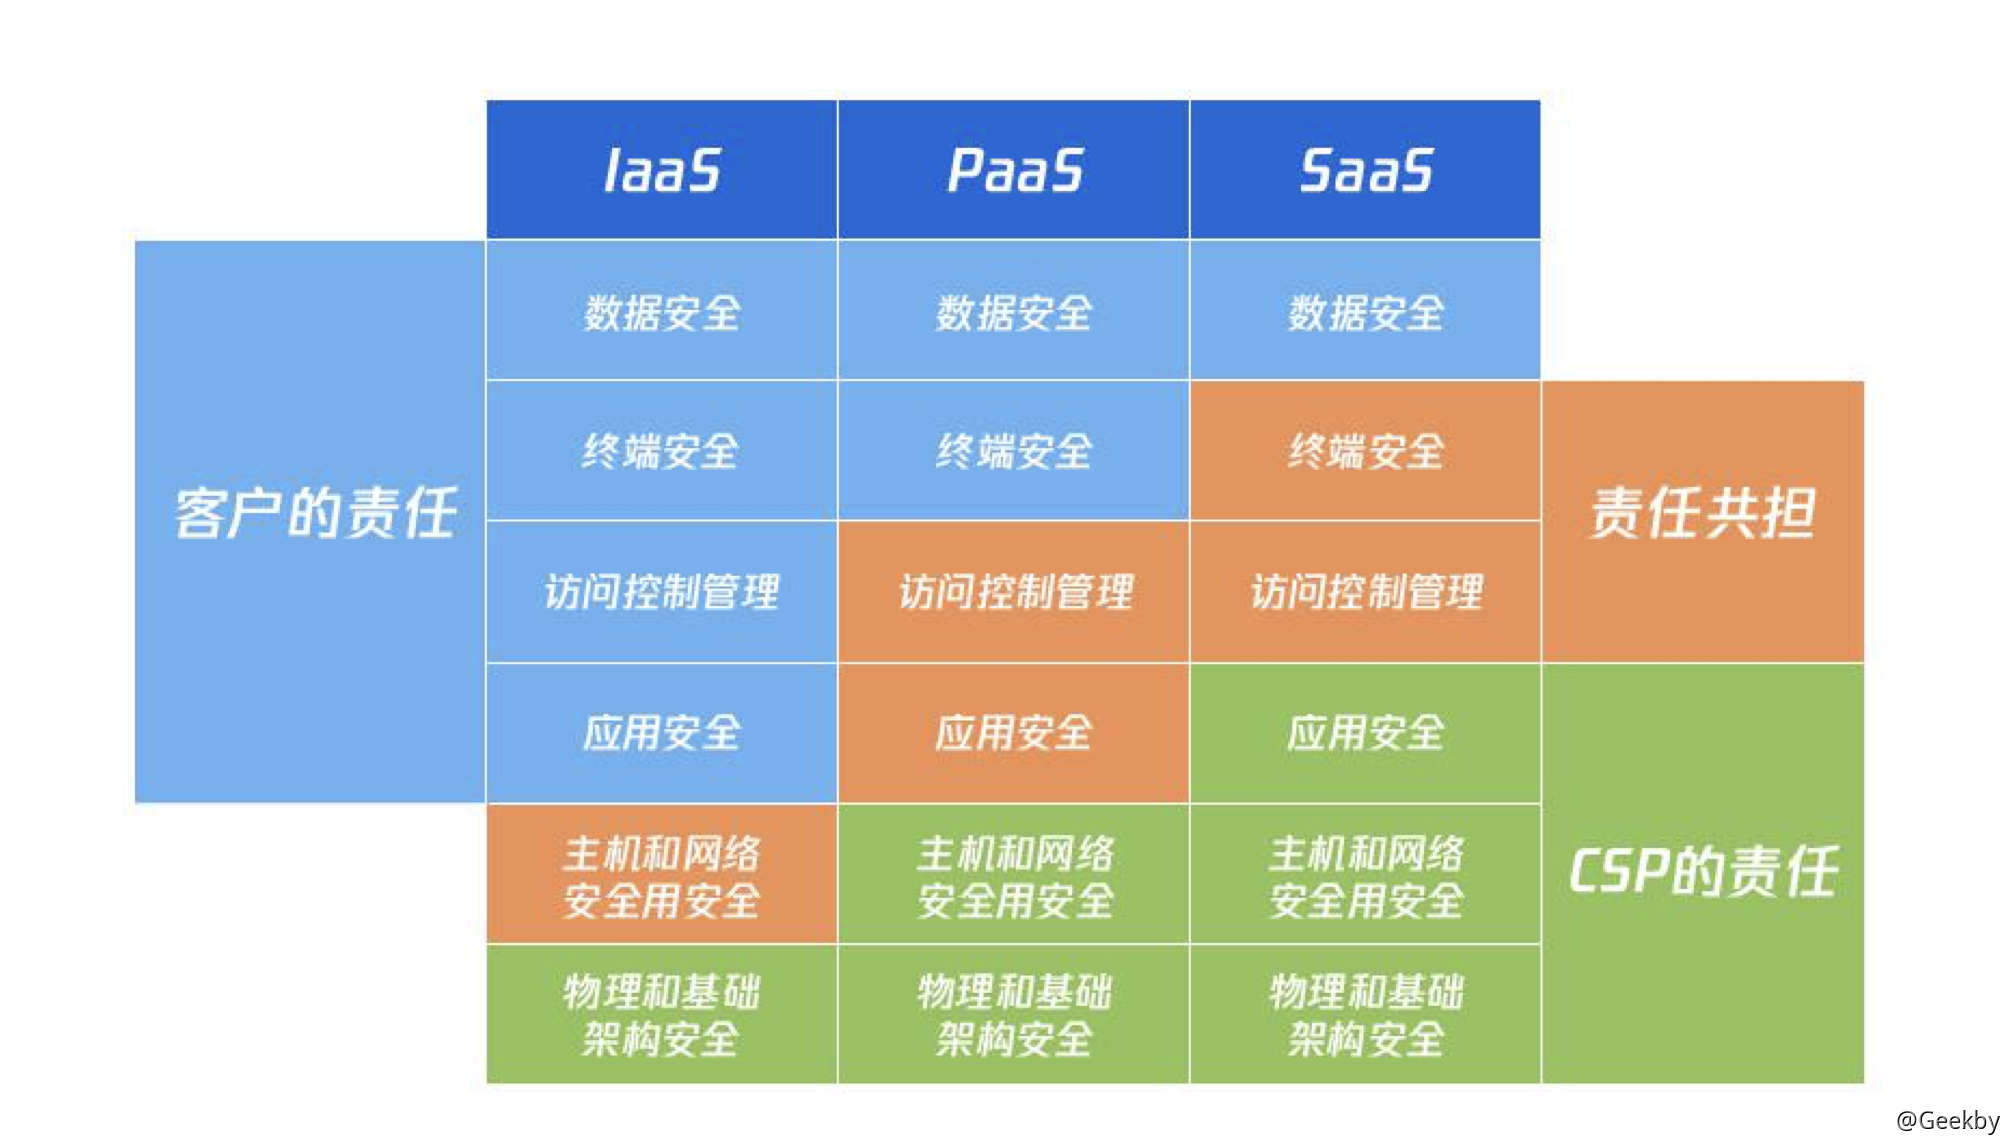 IaaS
PaaS
SaaS
客户的责任
数据安全
数据安全
数据安全
终端安全
终端安全
终端安全
责任共担
访问控制管理
访问控制管理
访问控制管理
应用安全
应用安全
应用安全
主机和网络
安全用安全
主机和网络
安全用安全
主机和网络
安全用安全
CSP的责任
物理和基础
架构安全
物理和基础
架构安全
物理和基础
架构安全
@Geekby